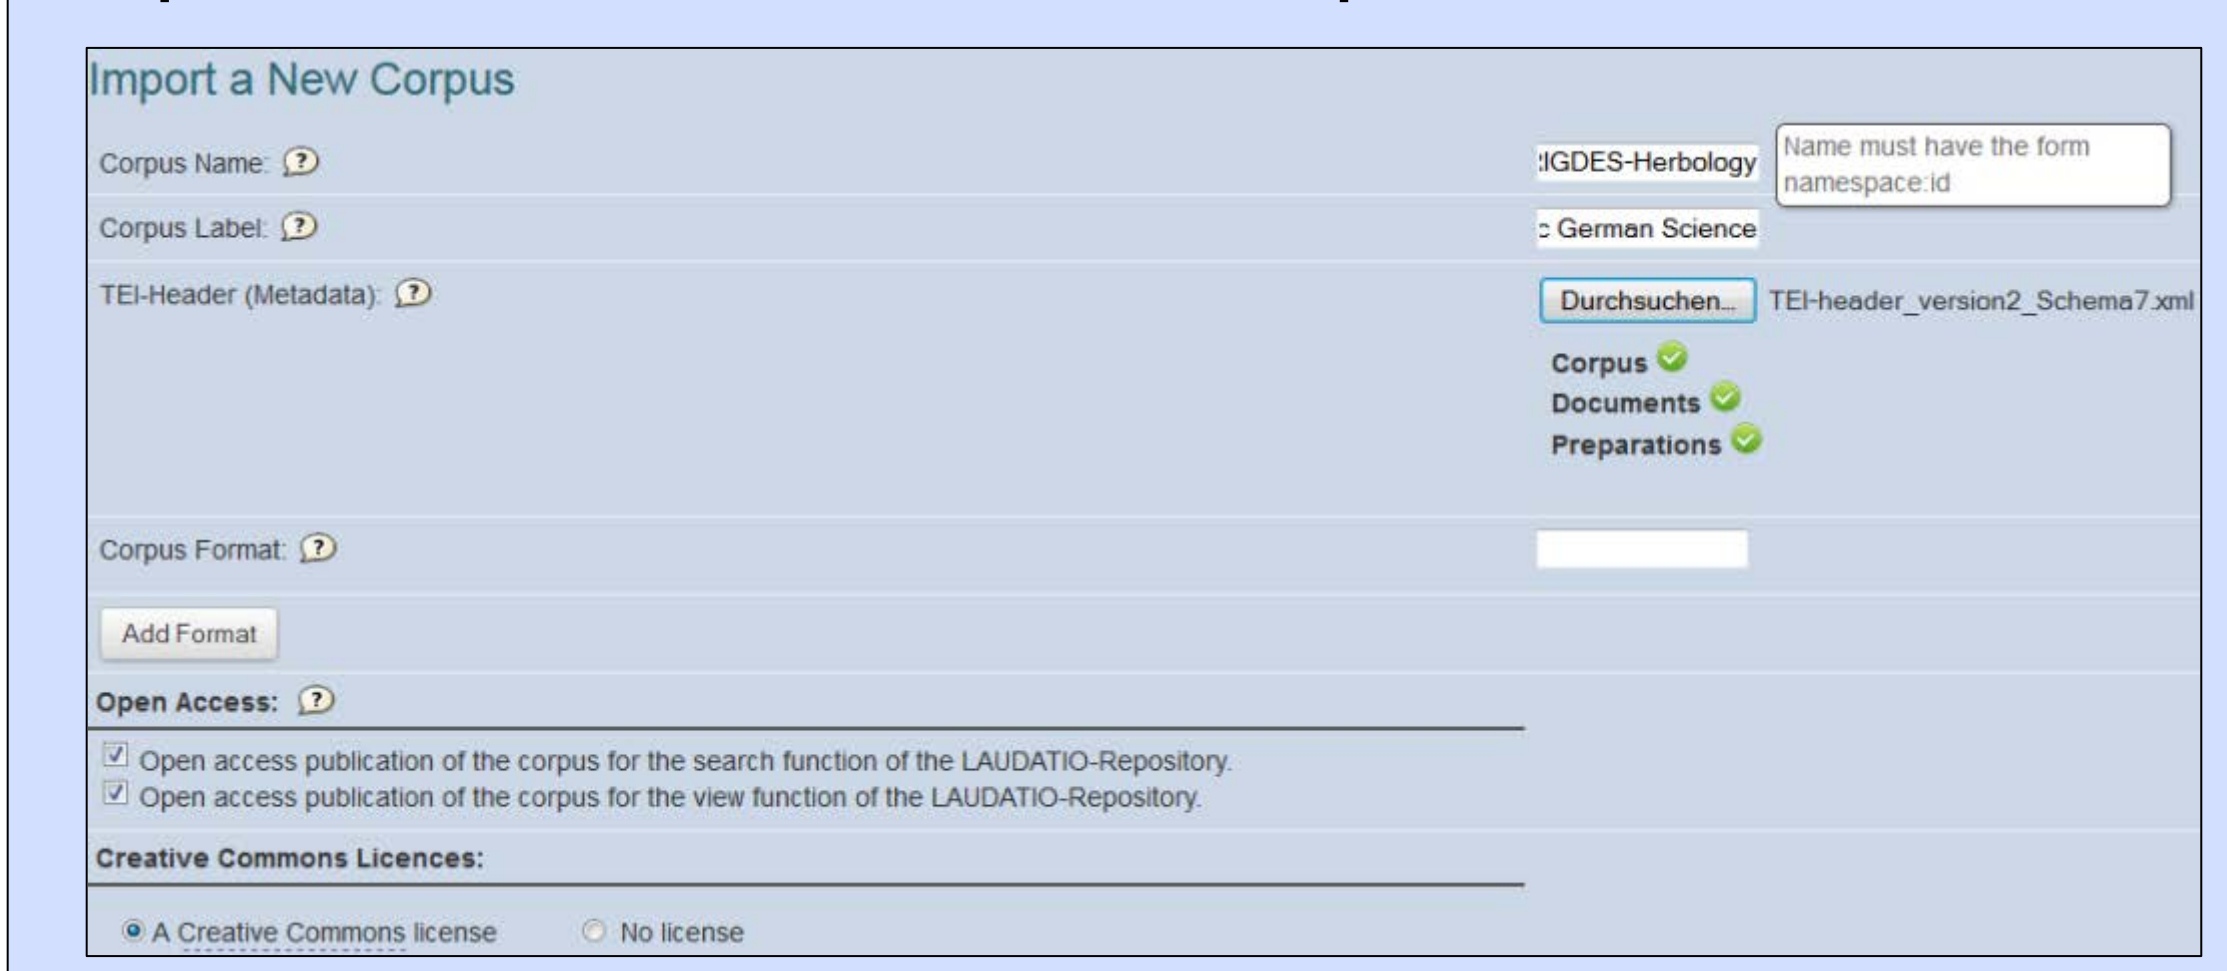 Import a New Corpus
Corpus Name: ? :IGDES-Herbology Name must have the form
namespace:id
Corpus Label: ? c German Science
TEI-Header (Metadata): ? Durchsuchen... TEI-header_version2_Schema7.xml
Corpus
Documents
Preparations
Corpus Format: ?
Add Format
Open Access: ?
Open access publication of the corpus for the search function of the LAUDATIO-Repository.
Open access publication of the corpus for the view function of the LAUDATIO-Repository.
Creative Commons Licences:
A Creative Commons license No license